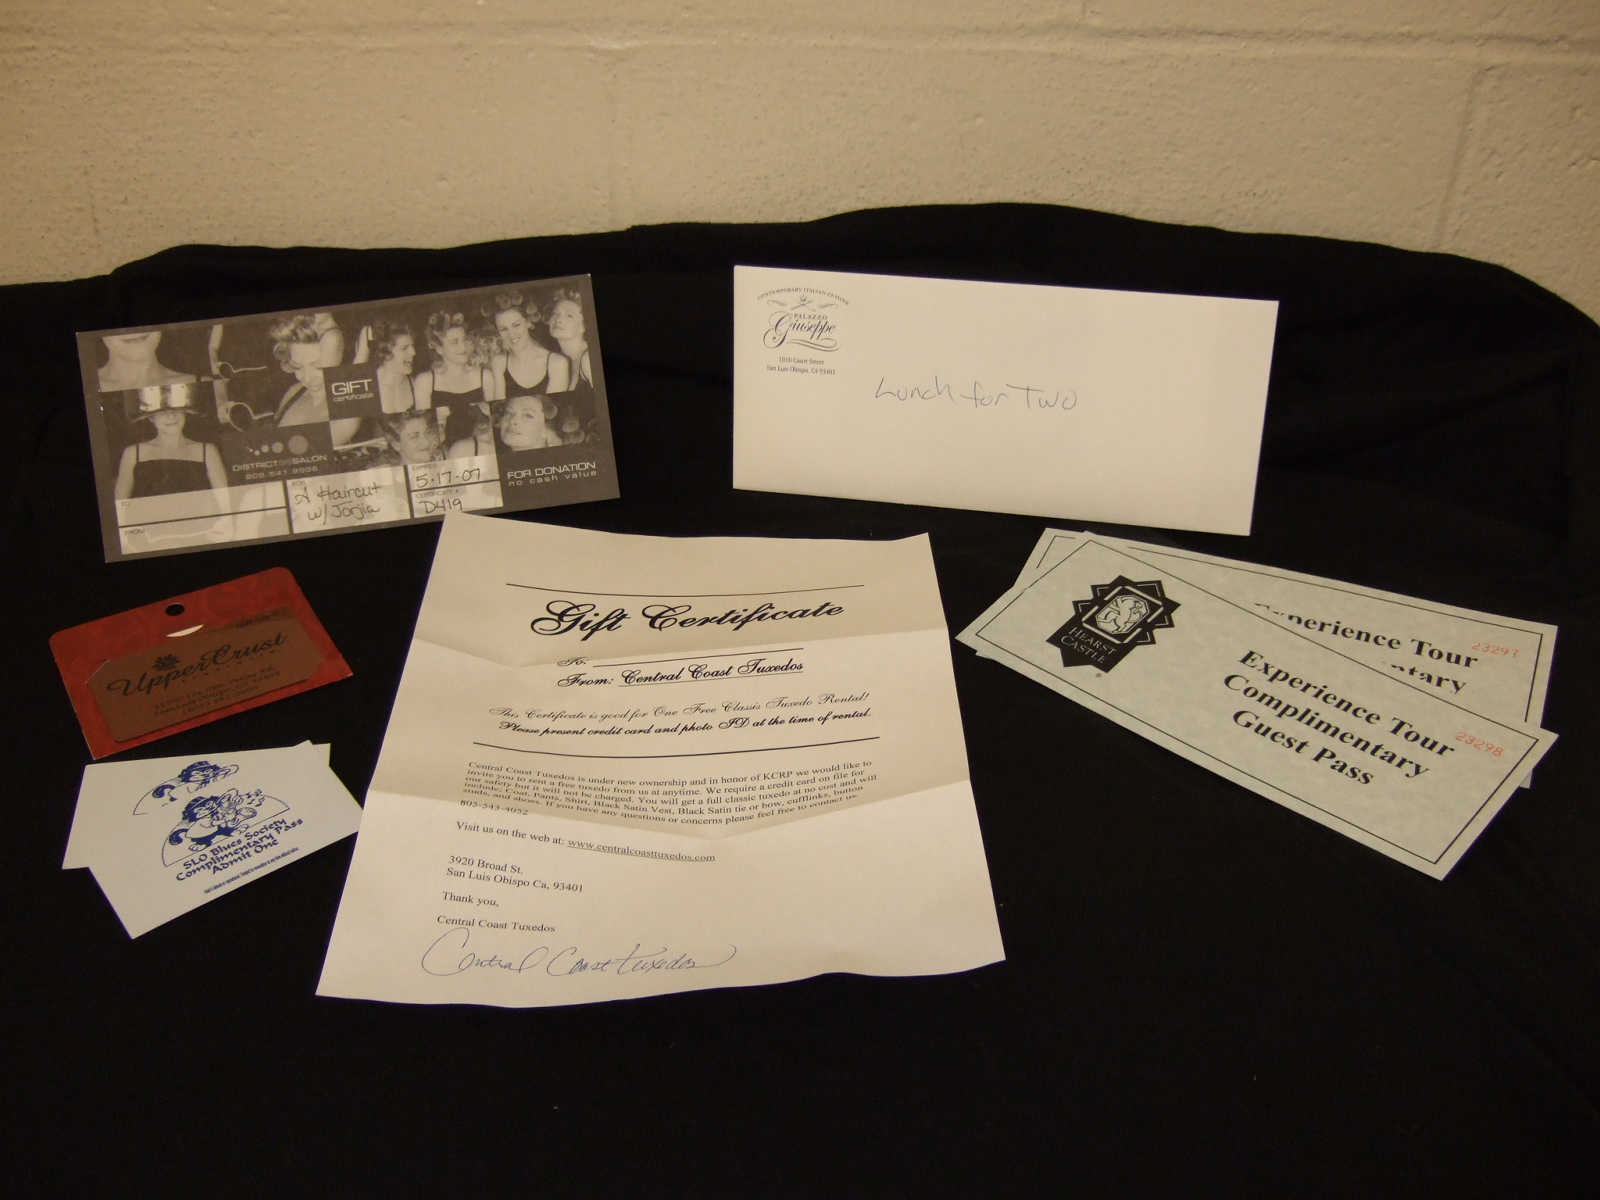 GIFT
certificate
DISTRICT SALON
805.541.9555
TO
FOR
A Haircut
w/ Jorjia
EXPIRES
5.17.07
CERTIFICATE #
D419
FROM
FOR DONATION
no cash value
CONTEMPORARY ITALIAN CUISINE
PALAZZO
Giuseppe
1010 Court Street
San Luis Obispo, CA 93401
Lunch for Two
Upper Crust
SLO Blues Society
Complimentary Pass
Admit One
Gift Certificate
To:
From: Central Coast Tuxedos
This Certificate is good for One Free Classis Tuxedo Rental!
Please present credit card and photo ID at the time of rental.
Central Coast Tuxedos is under new ownership and in honor of KCRP we would like to
invite you to rent a free tuxedo from us at anytime. We require a credit card on file for
our safety but it will not be charged. You will get a full classic tuxedo at no cost and will
include; Coat, Pants, Shirt, Black Satin Vest, Black Satin tie or bow, cufflinks, button
studs, and shoes. If you have any questions or concerns please feel free to contact us.
805-543-4052
Visit us on the web at: www.centralcoasttuxedos.com
3920 Broad St.
San Luis Obispo Ca, 93401
Thank you,
Central Coast Tuxedos
Central Coast Tuxedos
Experience Tour
23297
HEARST
CASTLE
®
Experience Tour
Complimentary
Guest Pass
23298